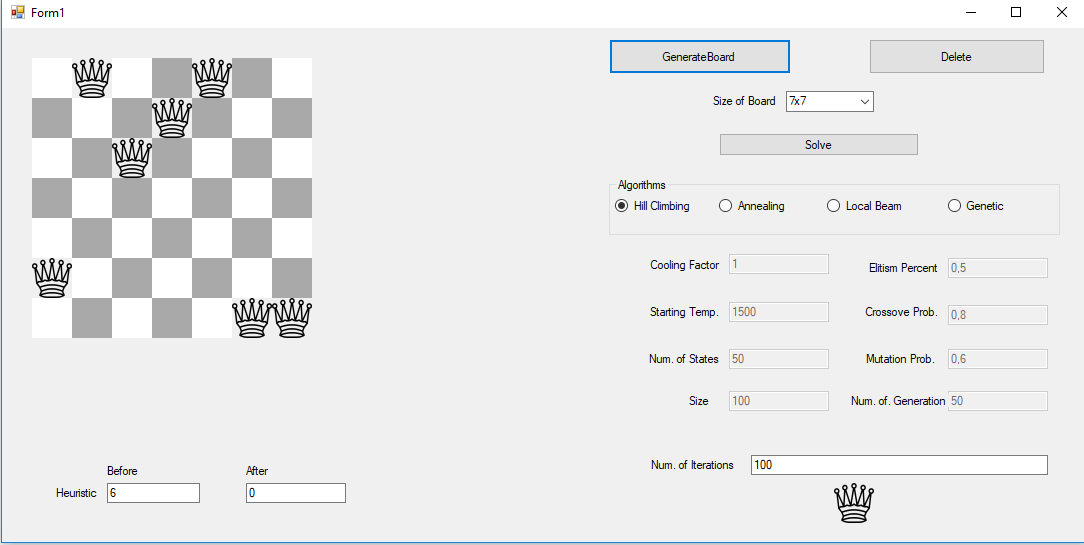 Form1
GenerateBoard
Delete
Size of Board 7x7
Solve
Algorithms
Hill Climbing Annealing Local Beam Genetic
Cooling Factor 1 Elitism Percent 0,5
Starting Temp. 1500 Crossove Prob. 0,8
Num. of States 50 Mutation Prob. 0,6
Size 100 Num. of. Generation 50
Num. of Iterations 100
Before After
Heuristic 6 0